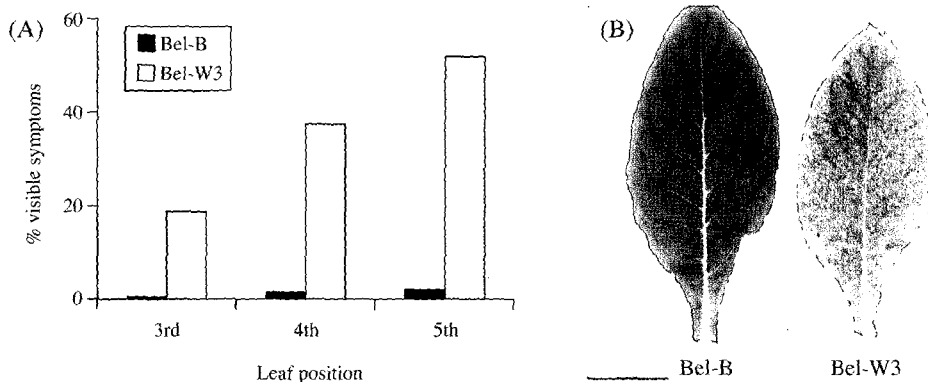 (A)
60
40
20
0
% visible symptoms
Bel-B
Bel-W3
3rd
4th
5th
Leaf position
(B)
Bel-B
Bel-W3